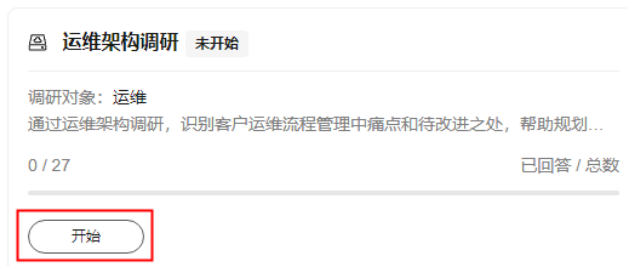 运维架构调研 未开始
调研对象：运维
通过运维架构调研，识别客户运维流程管理中痛点和待改进之处，帮助规划...
0 / 27 已回答 / 总数
开始